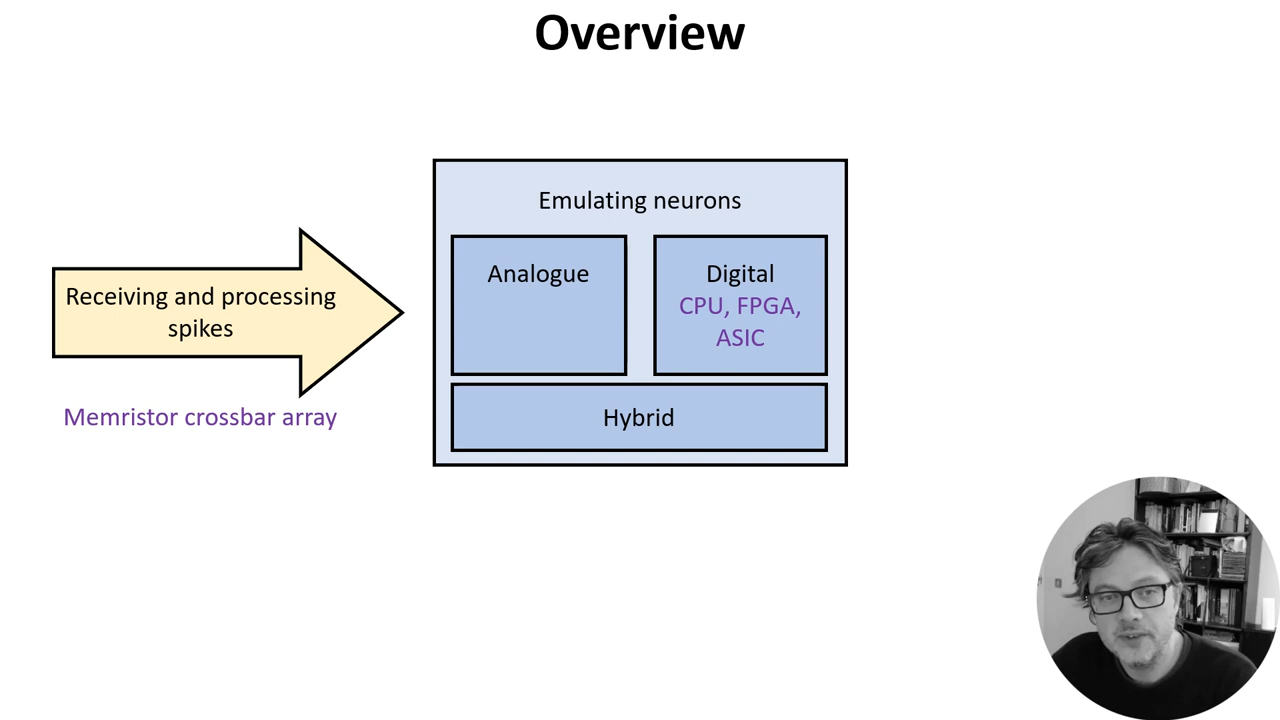 Overview
Receiving and processing
spikes
Memristor crossbar array
Emulating neurons
Analogue
Digital
CPU, FPGA,
ASIC
Hybrid